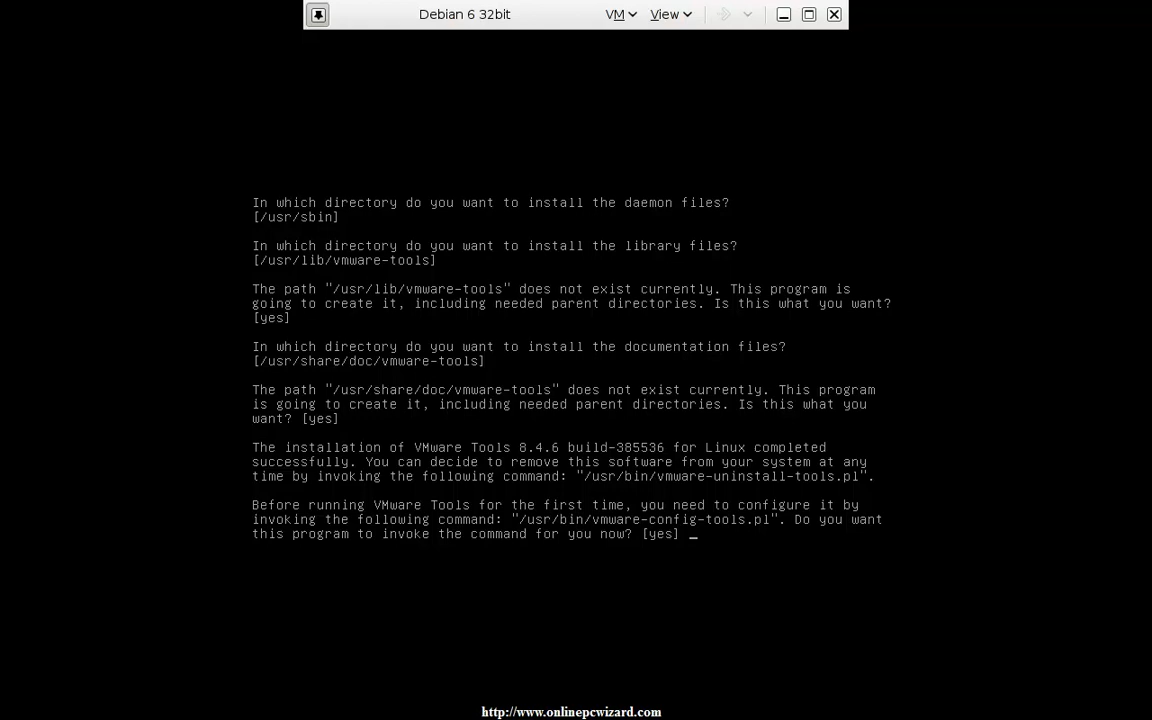 Debian 6 32bit
VM
View
In which directory do you want to install the daemon files?
[/usr/sbin]
In which directory do you want to install the library files?
[/usr/lib/vmware-tools]
The path "/usr/lib/vmware-tools" does not exist currently. This program is
going to create it, including needed parent directories. Is this what you want?
[yes]
In which directory do you want to install the documentation files?
[/usr/share/doc/vmware-tools]
The path "/usr/share/doc/vmware-tools" does not exist currently. This program
is going to create it, including needed parent directories. Is this what you
want? [yes]
The installation of VMware Tools 8.4.6 build-385536 for Linux completed
successfully. You can decide to remove this software from your system at any
time by invoking the following command: "/usr/bin/vmware-uninstall-tools.pl".
Before running VMware Tools for the first time, you need to configure it by
invoking the following command: "/usr/bin/vmware-config-tools.pl". Do you want
this program to invoke the command for you now? [yes] _
http://www.onlinepcwizard.com